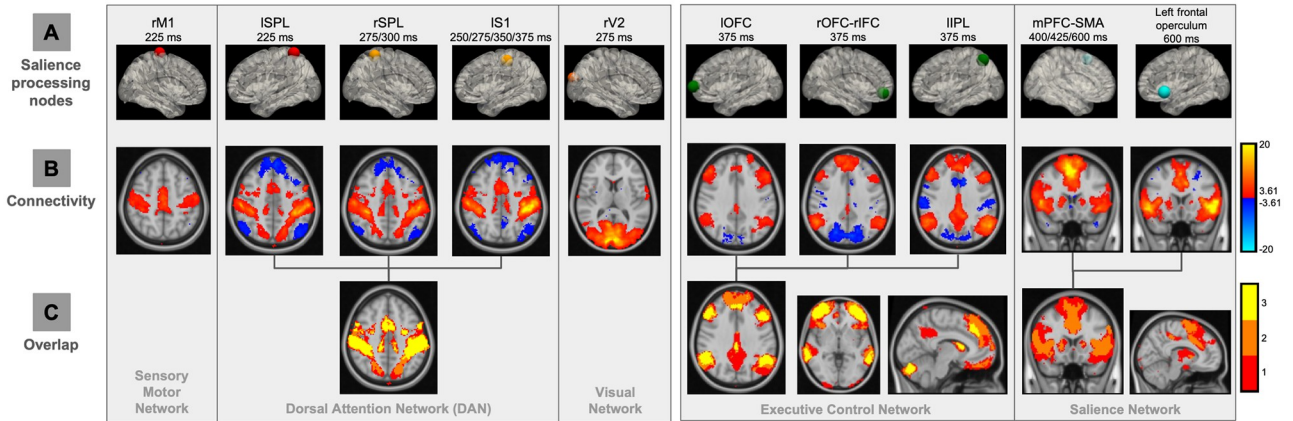 A
Salience
processing
nodes
rM1
225 ms
lSPL
225 ms
rSPL
275/300 ms
lS1
250/275/350/375 ms
rV2
275 ms
lOFC
375 ms
rOFC-rIFC
375 ms
lIPL
375 ms
mPFC-SMA
400/425/600 ms
Left frontal
operculum
600 ms
B
Connectivity
20
3.61
-3.61
-20
C
Overlap
3
2
1
Sensory
Motor
Network
Dorsal Attention Network (DAN)
Visual
Network
Executive Control Network
Salience Network